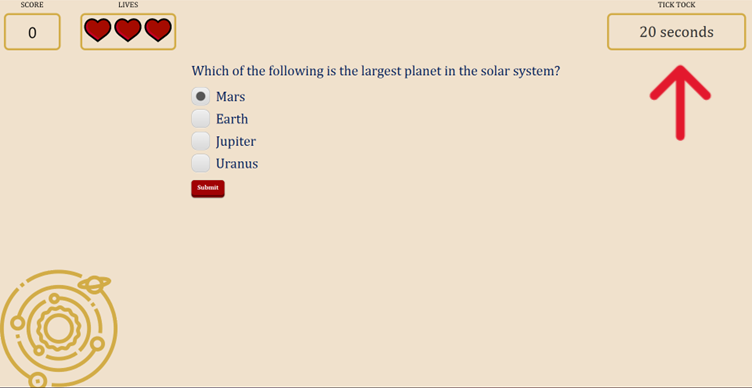 SCORE
LIVES
TICK TOCK
0
20 seconds
Which of the following is the largest planet in the solar system?
Mars
Earth
Jupiter
Uranus
Submit